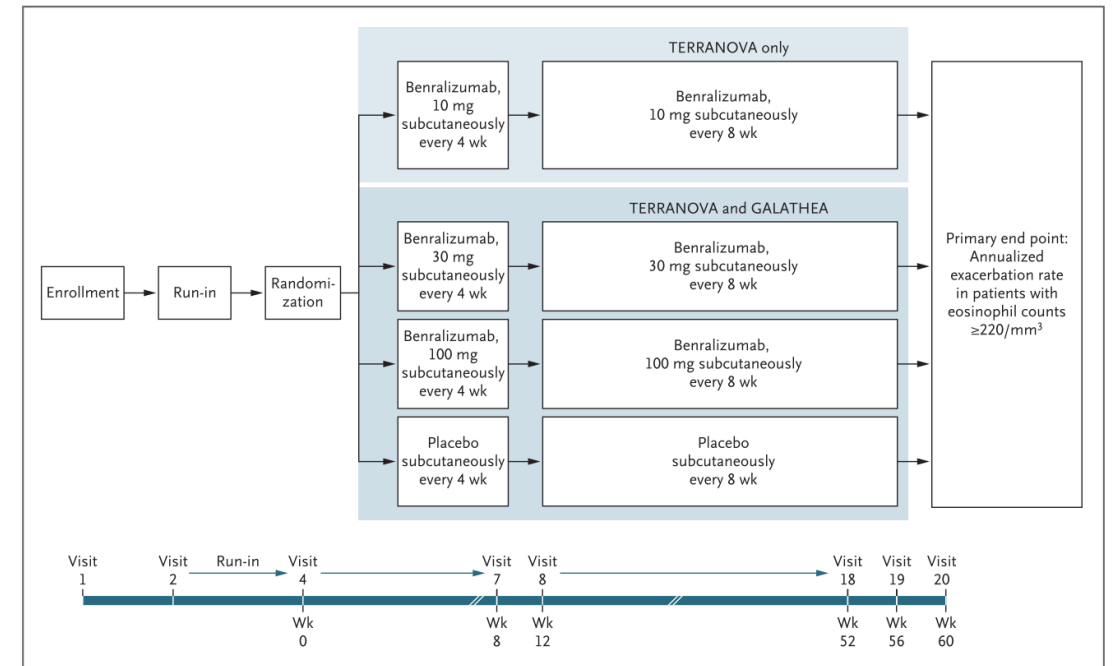 TERRANOVA only
Benralizumab,
10 mg
subcutaneously
every 4 wk
Benralizumab,
10 mg subcutaneously
every 8 wk
TERRANOVA and GALATHEA
Enrollment
Run-in
Randomi-
zation
Benralizumab,
30 mg
subcutaneously
every 4 wk
Benralizumab,
30 mg subcutaneously
every 8 wk
Benralizumab,
100 mg
subcutaneously
every 4 wk
Benralizumab,
100 mg subcutaneously
every 8 wk
Placebo
subcutaneously
every 4 wk
Placebo
subcutaneously
every 8 wk
Primary end point:
Annualized
exacerbation rate
in patients with
eosinophil counts
≥220/mm³
Visit
1
Visit
2
Run-in
Visit
4
Visit
7
Visit
8
Visit
18
Visit
19
Visit
20
Wk
0
Wk
8
Wk
12
Wk
52
Wk
56
Wk
60